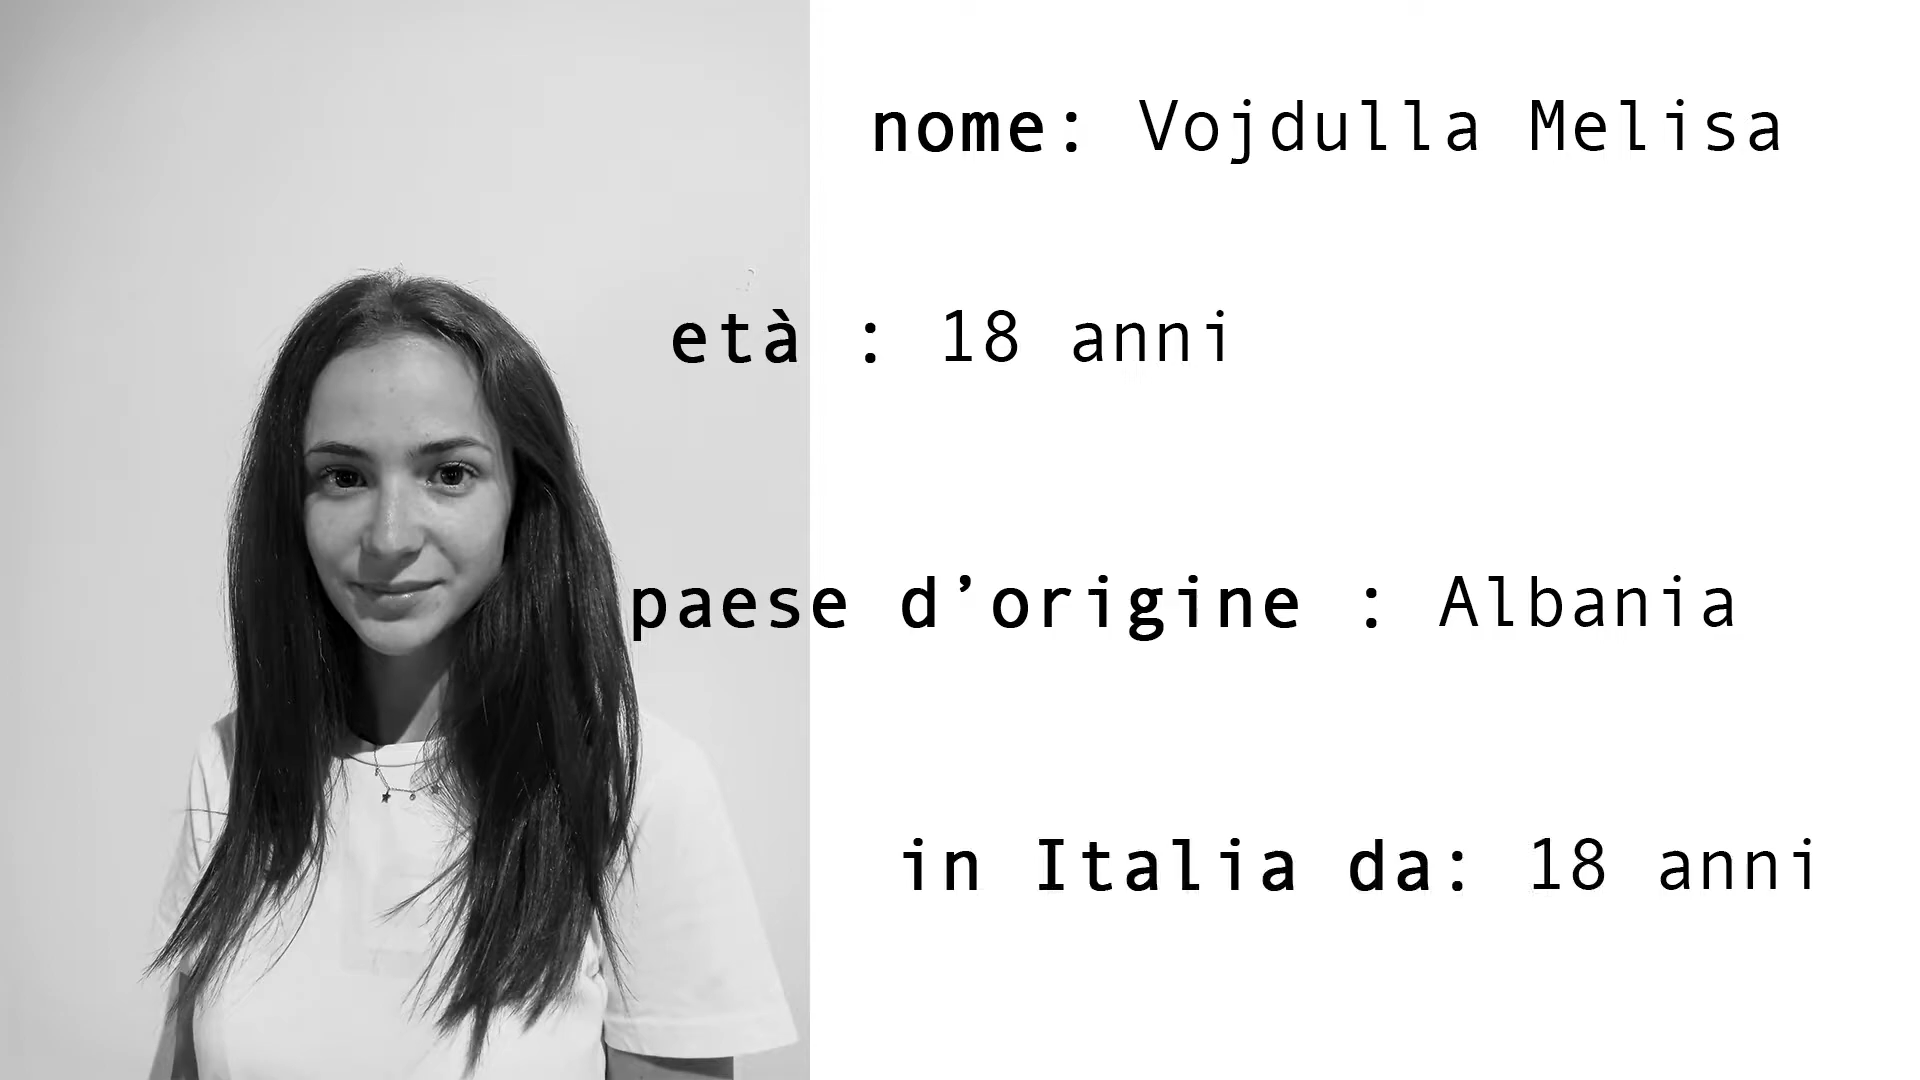 nome: Vojdulla Melisa
età : 18 anni
paese d’origine : Albania
in Italia da: 18 anni